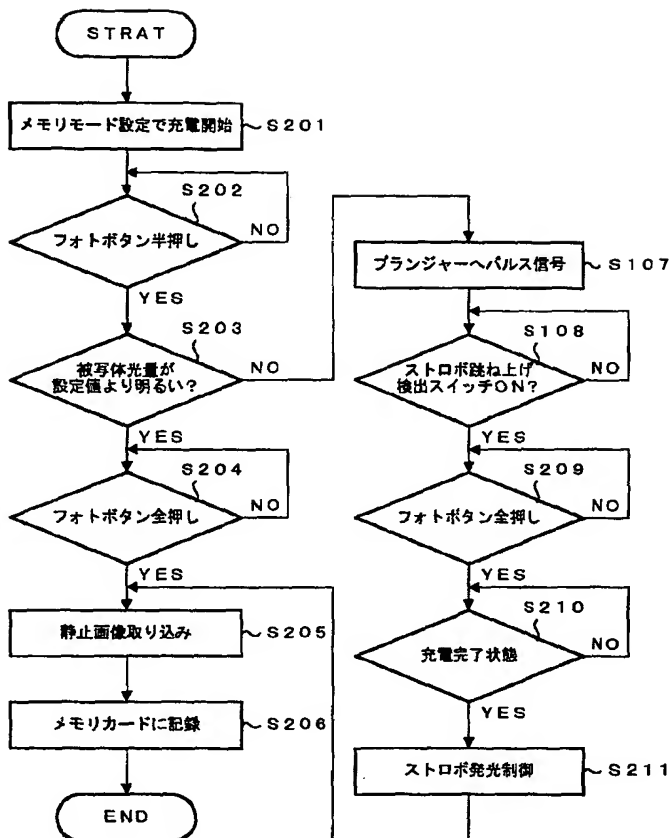 STRAT
メモリモード設定で充電開始
S201
S202
フォトボタン半押し
NO
YES
S203
被写体光量が
設定値より明るい?
NO
YES
S204
フォトボタン全押し
NO
YES
静止画像取り込み
S205
メモリカードに記録
S206
END
プランジャーへパルス信号
S107
S108
ストロボ跳ね上げ
検出スイッチON?
NO
YES
S209
フォトボタン全押し
NO
YES
S210
充電完了状態
NO
YES
ストロボ発光制御
S211